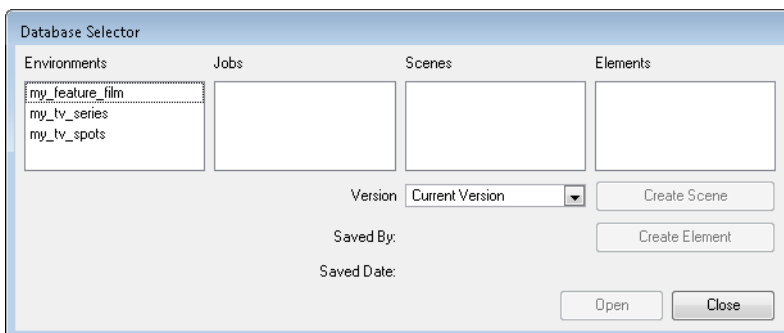 Database Selector
Environments Jobs Scenes Elements
my_feature_film
my_tv_series
my_tv_spots
Version Current Version Create Scene
Saved By: Create Element
Saved Date:
Open Close